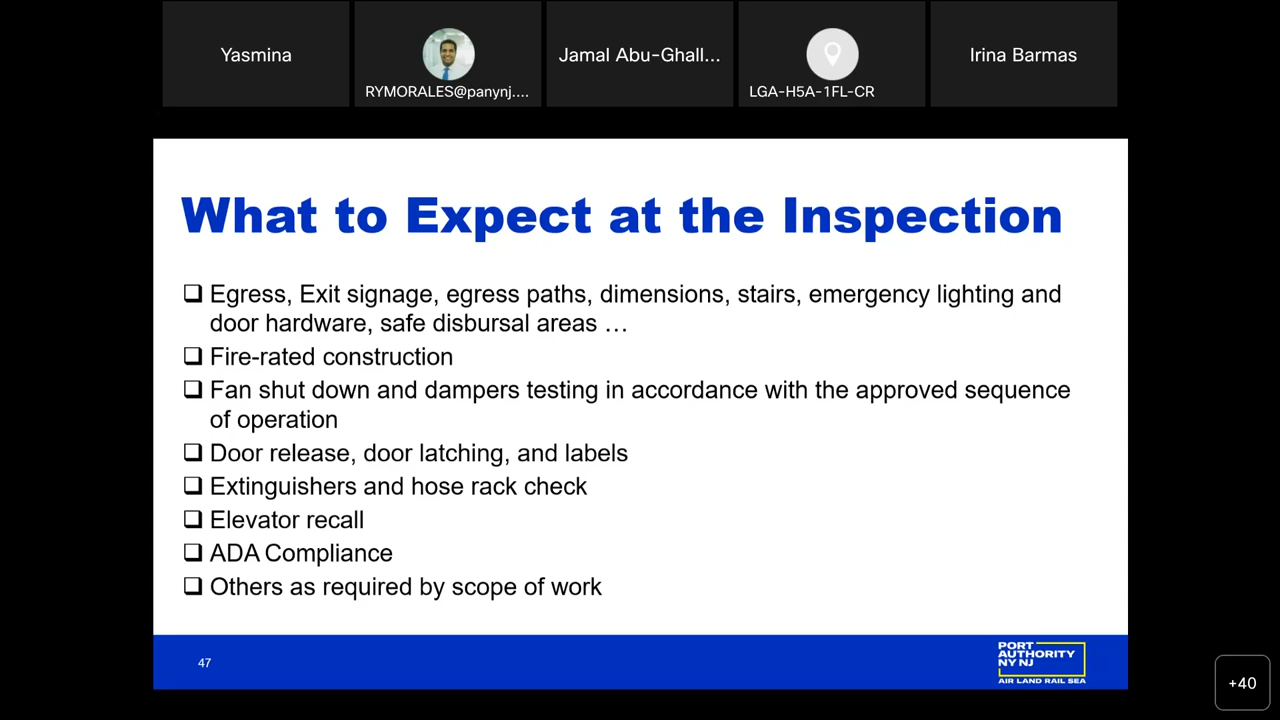 Yasmina
RYMORALES@panynj....
Jamal Abu-Ghall...
LGA-H5A-1FL-CR
Irina Barmas
What to Expect at the Inspection
❑ Egress, Exit signage, egress paths, dimensions, stairs, emergency lighting and
door hardware, safe disbursal areas …
❑ Fire-rated construction
❑ Fan shut down and dampers testing in accordance with the approved sequence
of operation
❑ Door release, door latching, and labels
❑ Extinguishers and hose rack check
❑ Elevator recall
❑ ADA Compliance
❑ Others as required by scope of work
47
PORT
AUTHORITY
NY NJ
AIR LAND RAIL SEA
+40